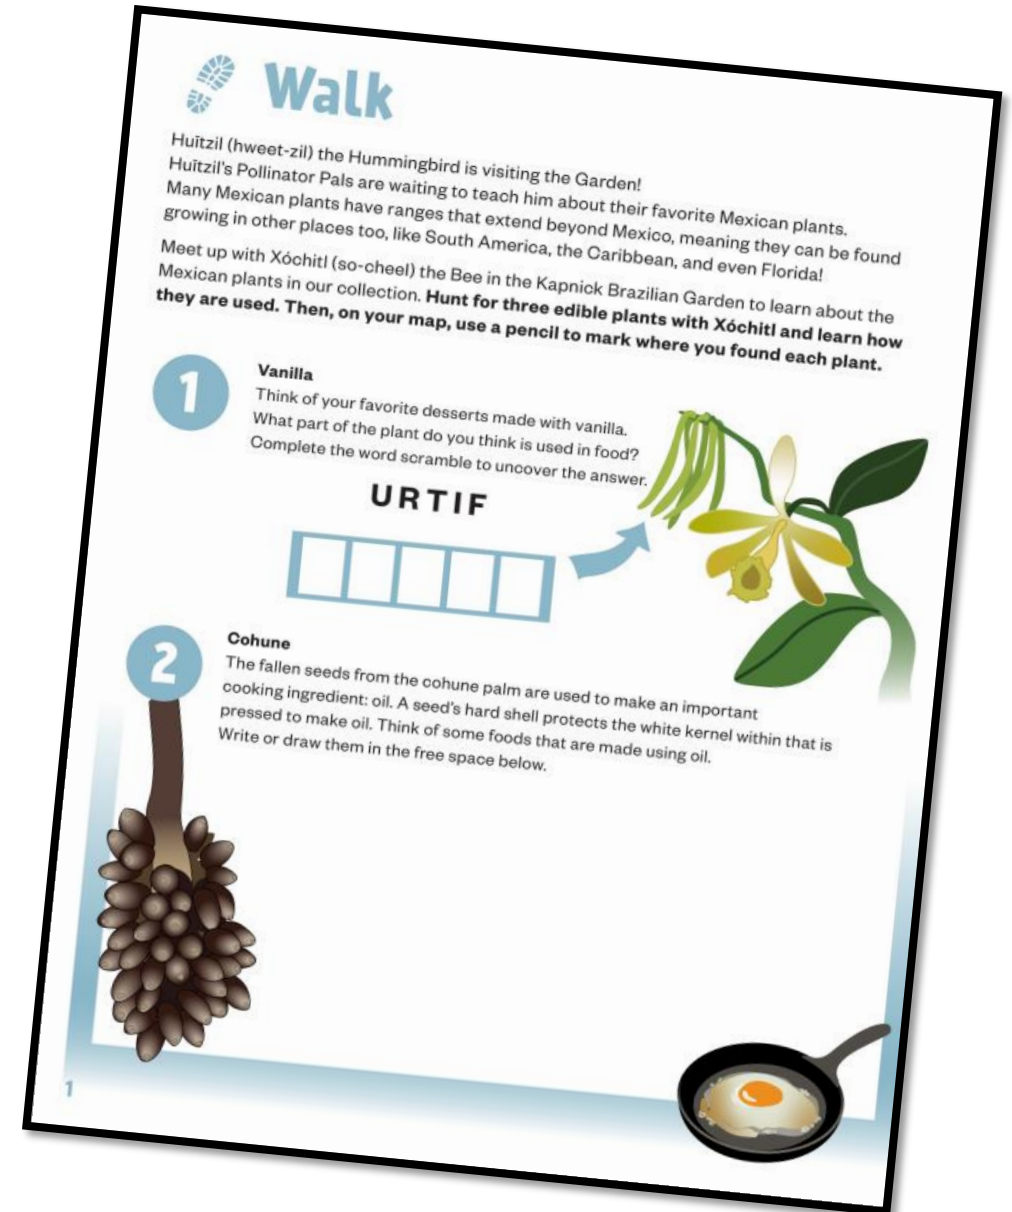 Walk
Huītzil (hweet-zil) the Hummingbird is visiting the Garden!
Huītzil's Pollinator Pals are waiting to teach him about their favorite Mexican plants.
Many Mexican plants have ranges that extend beyond Mexico, meaning they can be found
growing in other places too, like South America, the Caribbean, and even Florida!
Meet up with Xóchitl (so-cheel) the Bee in the Kapnick Brazilian Garden to learn about the
Mexican plants in our collection. Hunt for three edible plants with Xóchitl and learn how
they are used. Then, on your map, use a pencil to mark where you found each plant.
1
Vanilla
Think of your favorite desserts made with vanilla.
What part of the plant do you think is used in food?
Complete the word scramble to uncover the answer.
URTIF
2
Cohune
The fallen seeds from the cohune palm are used to make an important
cooking ingredient: oil. A seed's hard shell protects the white kernel within that is
pressed to make oil. Think of some foods that are made using oil.
Write or draw them in the free space below.
1